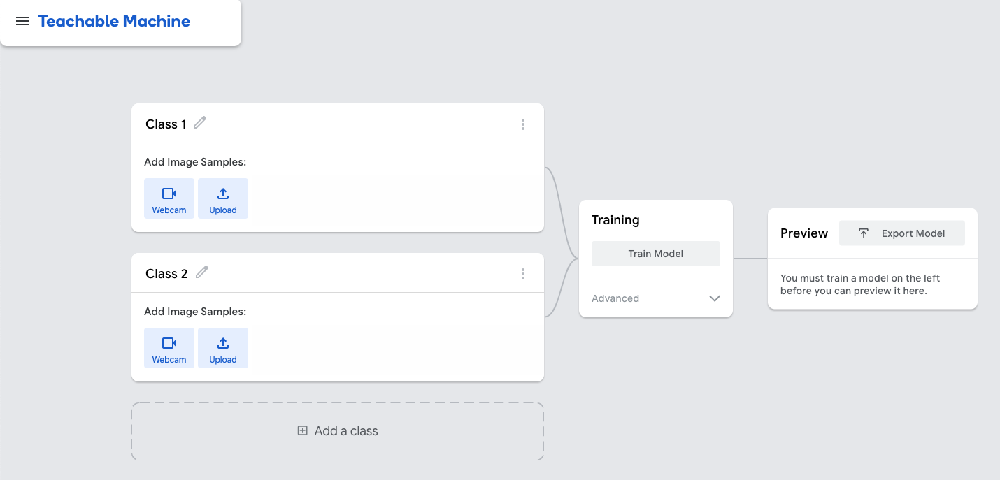 Teachable Machine
Class 1
Add Image Samples:
Webcam Upload
Class 2
Add Image Samples:
Webcam Upload
Add a class
Training
Train Model
Advanced
Preview Export Model
You must train a model on the left
before you can preview it here.